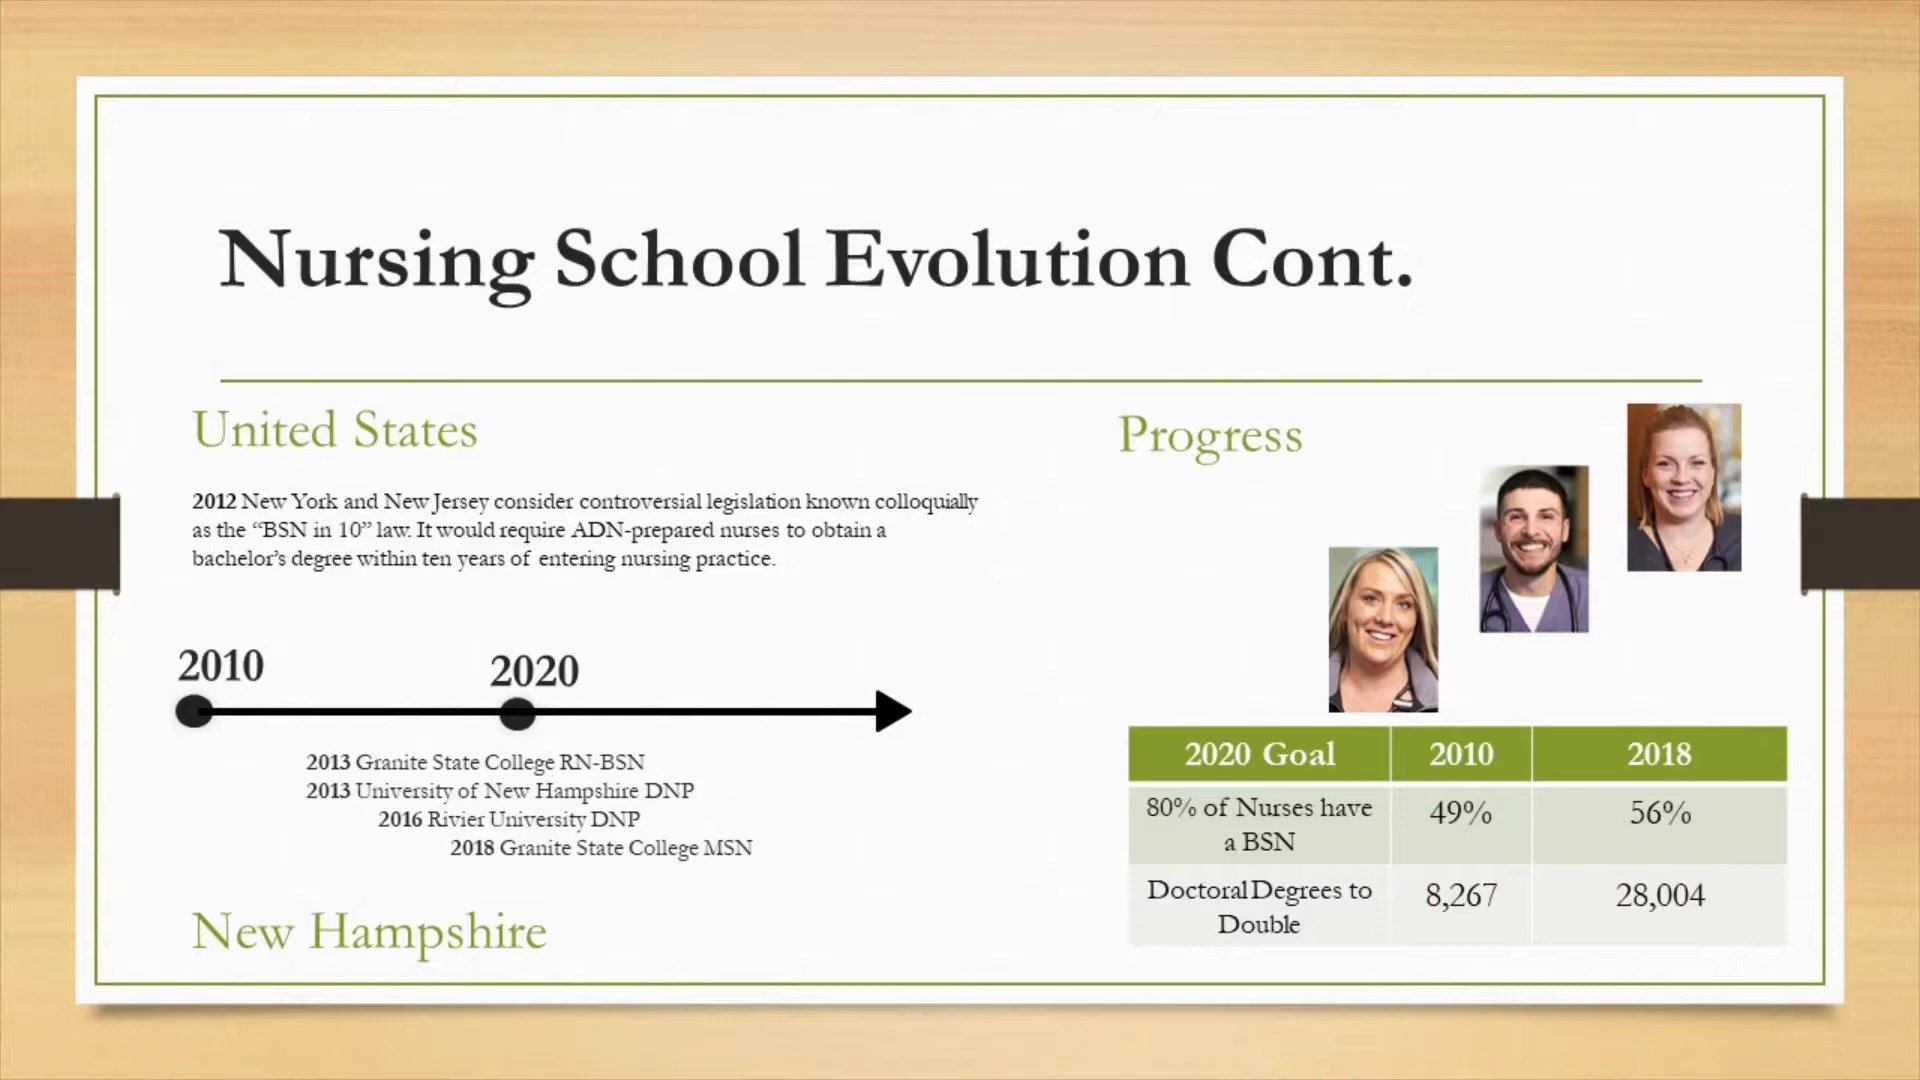 Nursing School Evolution Cont.
United States
2012 New York and New Jersey consider controversial legislation known colloquially
as the “BSN in 10” law. It would require ADN-prepared nurses to obtain a
bachelor’s degree within ten years of entering nursing practice.
2010
2020
2013 Granite State College RN-BSN
2013 University of New Hampshire DNP
2016 Rivier University DNP
2018 Granite State College MSN
New Hampshire
Progress
2020 Goal 2010 2018
80% of Nurses have 49% 56%
a BSN
Doctoral Degrees to 8,267 28,004
Double